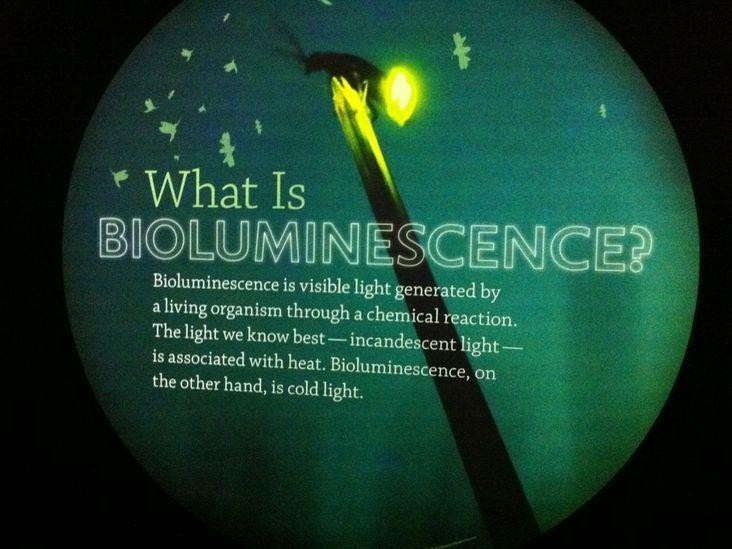 What Is
BIOLUMINESCENCE?
Bioluminescence is visible light generated by
a living organism through a chemical reaction.
The light we know best — incandescent light —
is associated with heat. Bioluminescence, on
the other hand, is cold light.